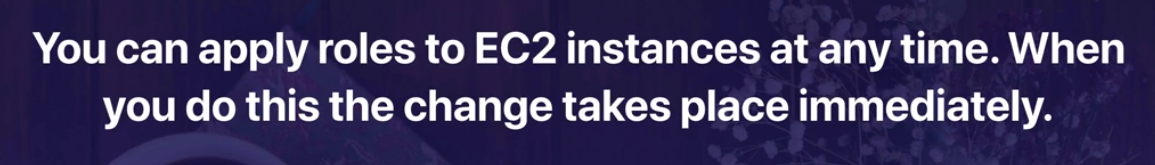 You can apply roles to EC2 instances at any time. When
you do this the change takes place immediately.